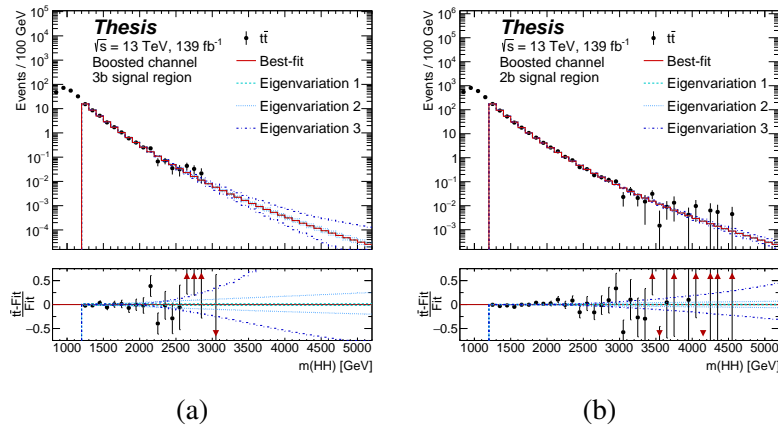 Thesis
√s = 13 TeV, 139 fb⁻¹
Boosted channel
3b signal region
tt̄
Best-fit
Eigenvariation 1
Eigenvariation 2
Eigenvariation 3
Events / 100 GeV
10⁶
10⁵
10⁴
10³
10²
10
1
10⁻¹
10⁻²
10⁻³
10⁻⁴
tt̄-Fit
Fit
0.5
0
−0.5
1000 1500 2000 2500 3000 3500 4000 4500 5000
m(HH) [GeV]
(a)
Thesis
√s = 13 TeV, 139 fb⁻¹
Boosted channel
2b signal region
tt̄
Best-fit
Eigenvariation 1
Eigenvariation 2
Eigenvariation 3
Events / 100 GeV
10⁶
10⁵
10⁴
10³
10²
10
1
10⁻¹
10⁻²
10⁻³
tt̄-Fit
Fit
0.5
0
−0.5
1000 1500 2000 2500 3000 3500 4000 4500 5000
m(HH) [GeV]
(b)